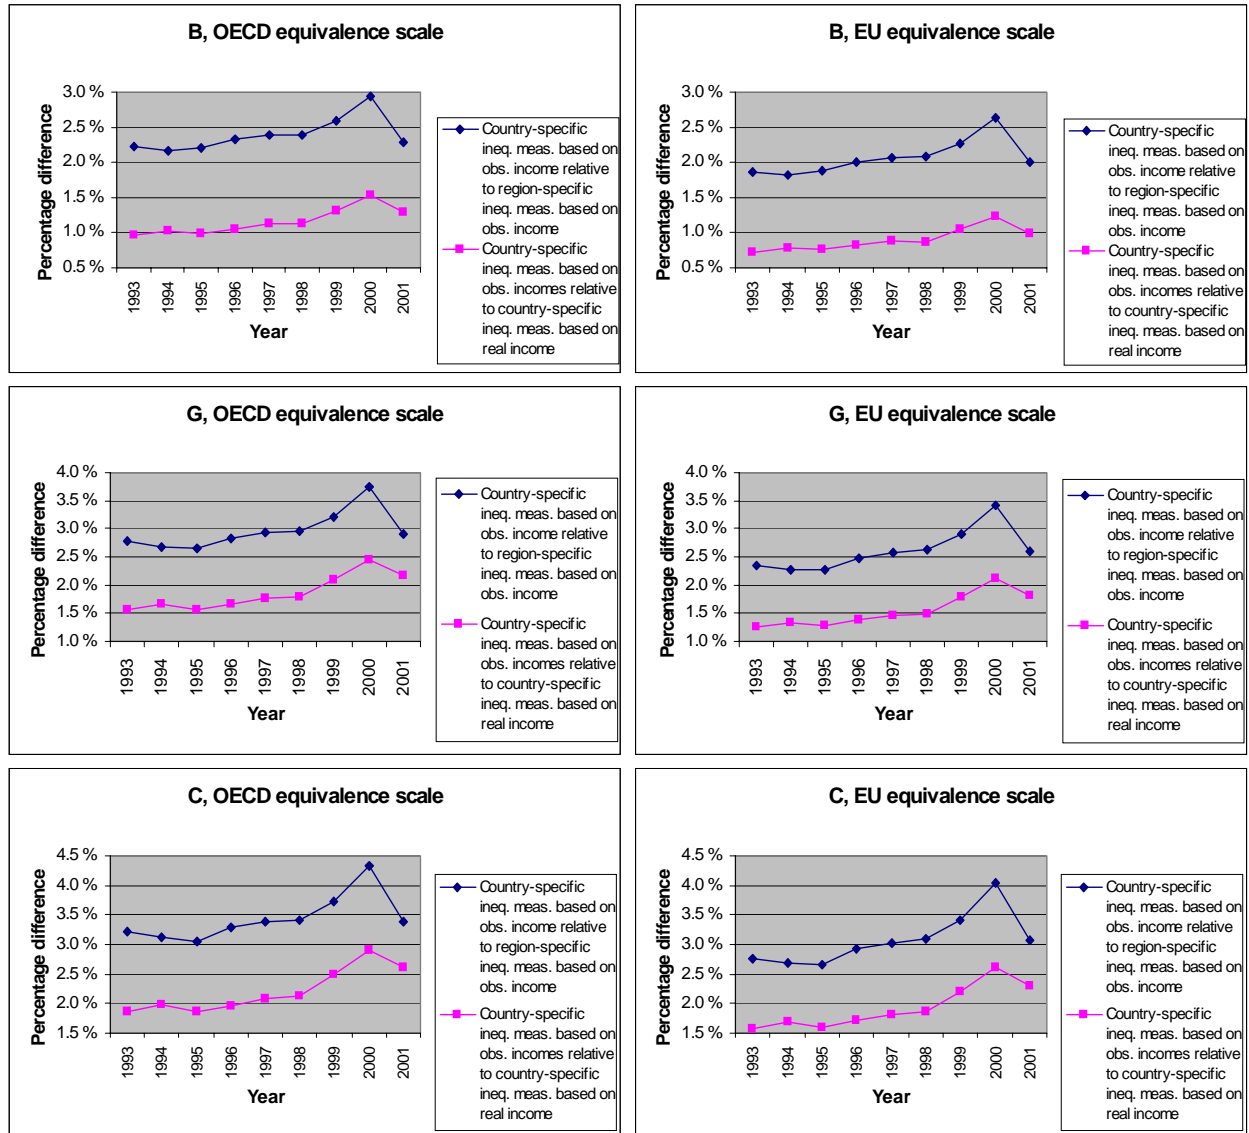 B, OECD equivalence scale
Percentage difference
3.0 %
2.5 %
2.0 %
1.5 %
1.0 %
0.5 %
1993
1994
1995
1996
1997
1998
1999
2000
2001
Year
Country-specific
ineq. meas. based on
obs. income relative
to region-specific
ineq. meas. based on
obs. income
Country-specific
ineq. meas. based on
obs. incomes relative
to country-specific
ineq. meas. based on
real income
B, EU equivalence scale
Percentage difference
3.0 %
2.5 %
2.0 %
1.5 %
1.0 %
0.5 %
1993
1994
1995
1996
1997
1998
1999
2000
2001
Year
Country-specific
ineq. meas. based on
obs. income relative
to region-specific
ineq. meas. based on
obs. income
Country-specific
ineq. meas. based on
obs. incomes relative
to country-specific
ineq. meas. based on
real income
G, OECD equivalence scale
Percentage difference
4.0 %
3.5 %
3.0 %
2.5 %
2.0 %
1.5 %
1.0 %
1993
1994
1995
1996
1997
1998
1999
2000
2001
Year
Country-specific
ineq. meas. based on
obs. income relative
to region-specific
ineq. meas. based on
obs. income
Country-specific
ineq. meas. based on
obs. incomes relative
to country-specific
ineq. meas. based on
real income
G, EU equivalence scale
Percentage difference
4.0 %
3.5 %
3.0 %
2.5 %
2.0 %
1.5 %
1.0 %
1993
1994
1995
1996
1997
1998
1999
2000
2001
Year
Country-specific
ineq. meas. based on
obs. income relative
to region-specific
ineq. meas. based on
obs. income
Country-specific
ineq. meas. based on
obs. incomes relative
to country-specific
ineq. meas. based on
real income
C, OECD equivalence scale
Percentage difference
4.5 %
4.0 %
3.5 %
3.0 %
2.5 %
2.0 %
1.5 %
1993
1994
1995
1996
1997
1998
1999
2000
2001
Year
Country-specific
ineq. meas. based on
obs. income relative
to region-specific
ineq. meas. based on
obs. income
Country-specific
ineq. meas. based on
obs. incomes relative
to country-specific
ineq. meas. based on
real income
C, EU equivalence scale
Percentage difference
4.5 %
4.0 %
3.5 %
3.0 %
2.5 %
2.0 %
1.5 %
1993
1994
1995
1996
1997
1998
1999
2000
2001
Year
Country-specific
ineq. meas. based on
obs. income relative
to region-specific
ineq. meas. based on
obs. income
Country-specific
ineq. meas. based on
obs. incomes relative
to country-specific
ineq. meas. based on
real income